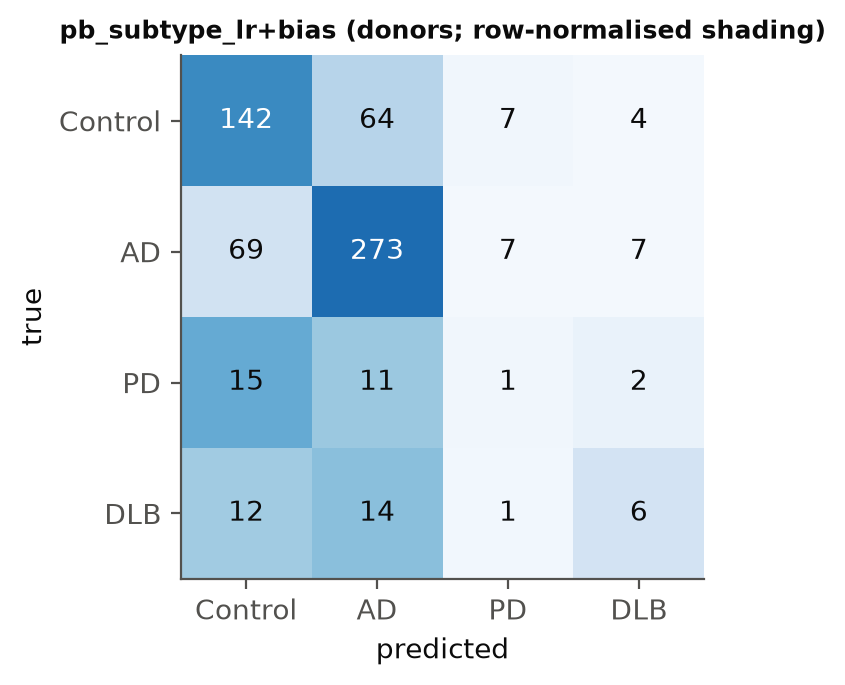 pb_subtype_lr+bias (donors; row-normalised shading)
Control 142 64 7 4
AD 69 273 7 7
PD 15 11 1 2
DLB 12 14 1 6
true
Control AD PD DLB
predicted